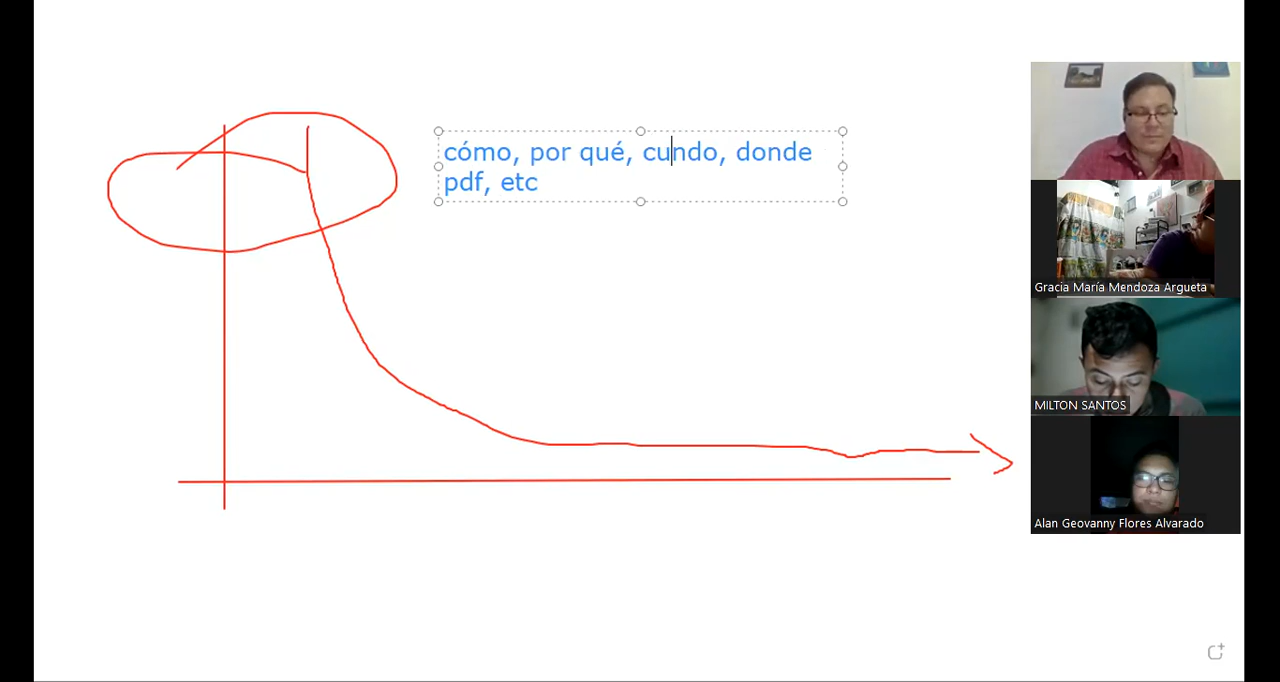 cómo, por qué, cundo, donde
pdf, etc
Gracia María Mendoza Argueta
MILTON SANTOS
Alan Geovanny Flores Alvarado